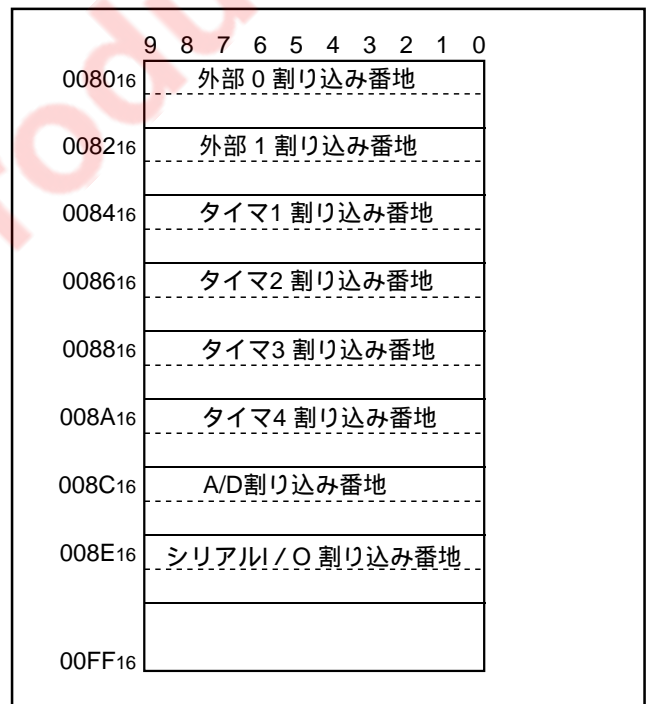 9 8 7 6 5 4 3 2 1 0
008016 外部 0 割り込み番地
008216 外部 1 割り込み番地
008416 タイマ1 割り込み番地
008616 タイマ2 割り込み番地
008816 タイマ3 割り込み番地
008A16 タイマ4 割り込み番地
008C16 A/D割り込み番地
008E16 シリアルI / O 割り込み番地
00FF16